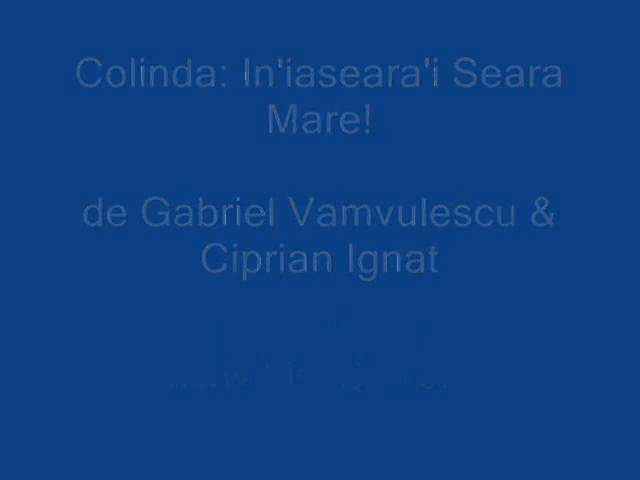 Colinda: In'iaseara'i Seara
Mare!
de Gabriel Vamvulescu &
Ciprian Ignat